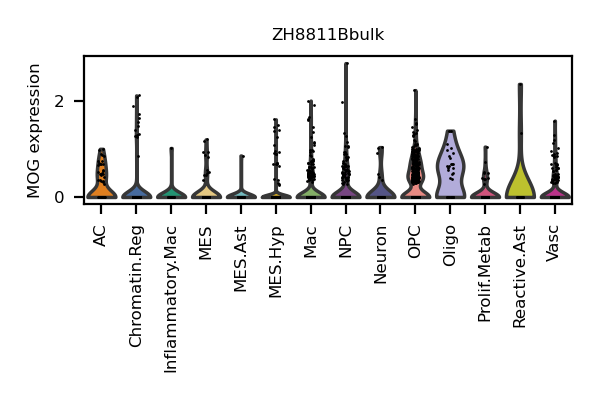 ZH8811Bbulk
MOG expression
2
0
AC
Chromatin.Reg
Inflammatory.Mac
MES
MES.Ast
MES.Hyp
Mac
NPC
Neuron
OPC
Oligo
Prolif.Metab
Reactive.Ast
Vasc